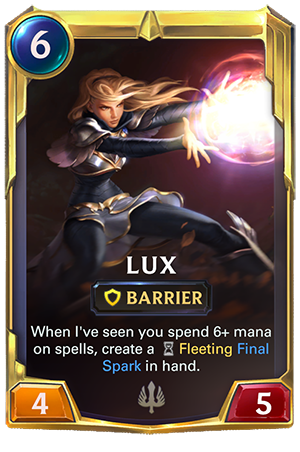 6
LUX
BARRIER
When I've seen you spend 6+ mana
on spells, create a Fleeting Final
Spark in hand.
4
5